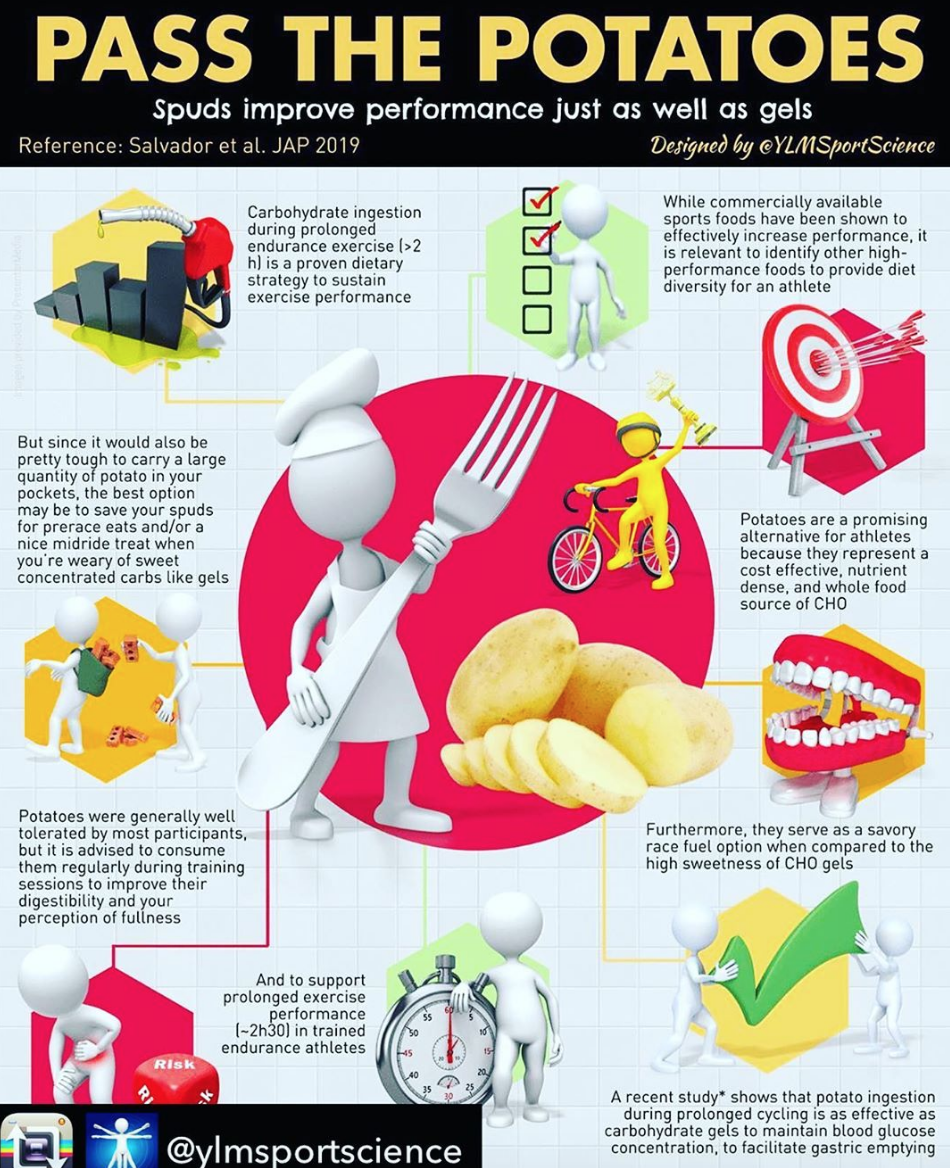 PASS THE POTATOES
Spuds improve performance just as well as gels
Reference: Salvador et al. JAP 2019
Designed by @YLMSportScience
Carbohydrate ingestion
during prolonged
endurance exercise (>2
h) is a proven dietary
strategy to sustain
exercise performance
While commercially available
sports foods have been shown to
effectively increase performance, it
is relevant to identify other high-
performance foods to provide diet
diversity for an athlete
Potatoes are a promising
alternative for athletes
because they represent a
cost effective, nutrient
dense, and whole food
source of CHO
Furthermore, they serve as a savory
race fuel option when compared to the
high sweetness of CHO gels
A recent study* shows that potato ingestion
during prolonged cycling is as effective as
carbohydrate gels to maintain blood glucose
concentration, to facilitate gastric emptying
And to support
prolonged exercise
performance
(~2h30) in trained
endurance athletes
60
55
50
10
45
15
40
35
30
25
Potatoes were generally well
tolerated by most participants,
but it is advised to consume
them regularly during training
sessions to improve their
digestibility and your
perception of fullness
Risk
But since it would also be
pretty tough to carry a large
quantity of potato in your
pockets, the best option
may be to save your spuds
for prerace eats and/or a
nice midride treat when
you're weary of sweet
concentrated carbs like gels
@ylmsportscience